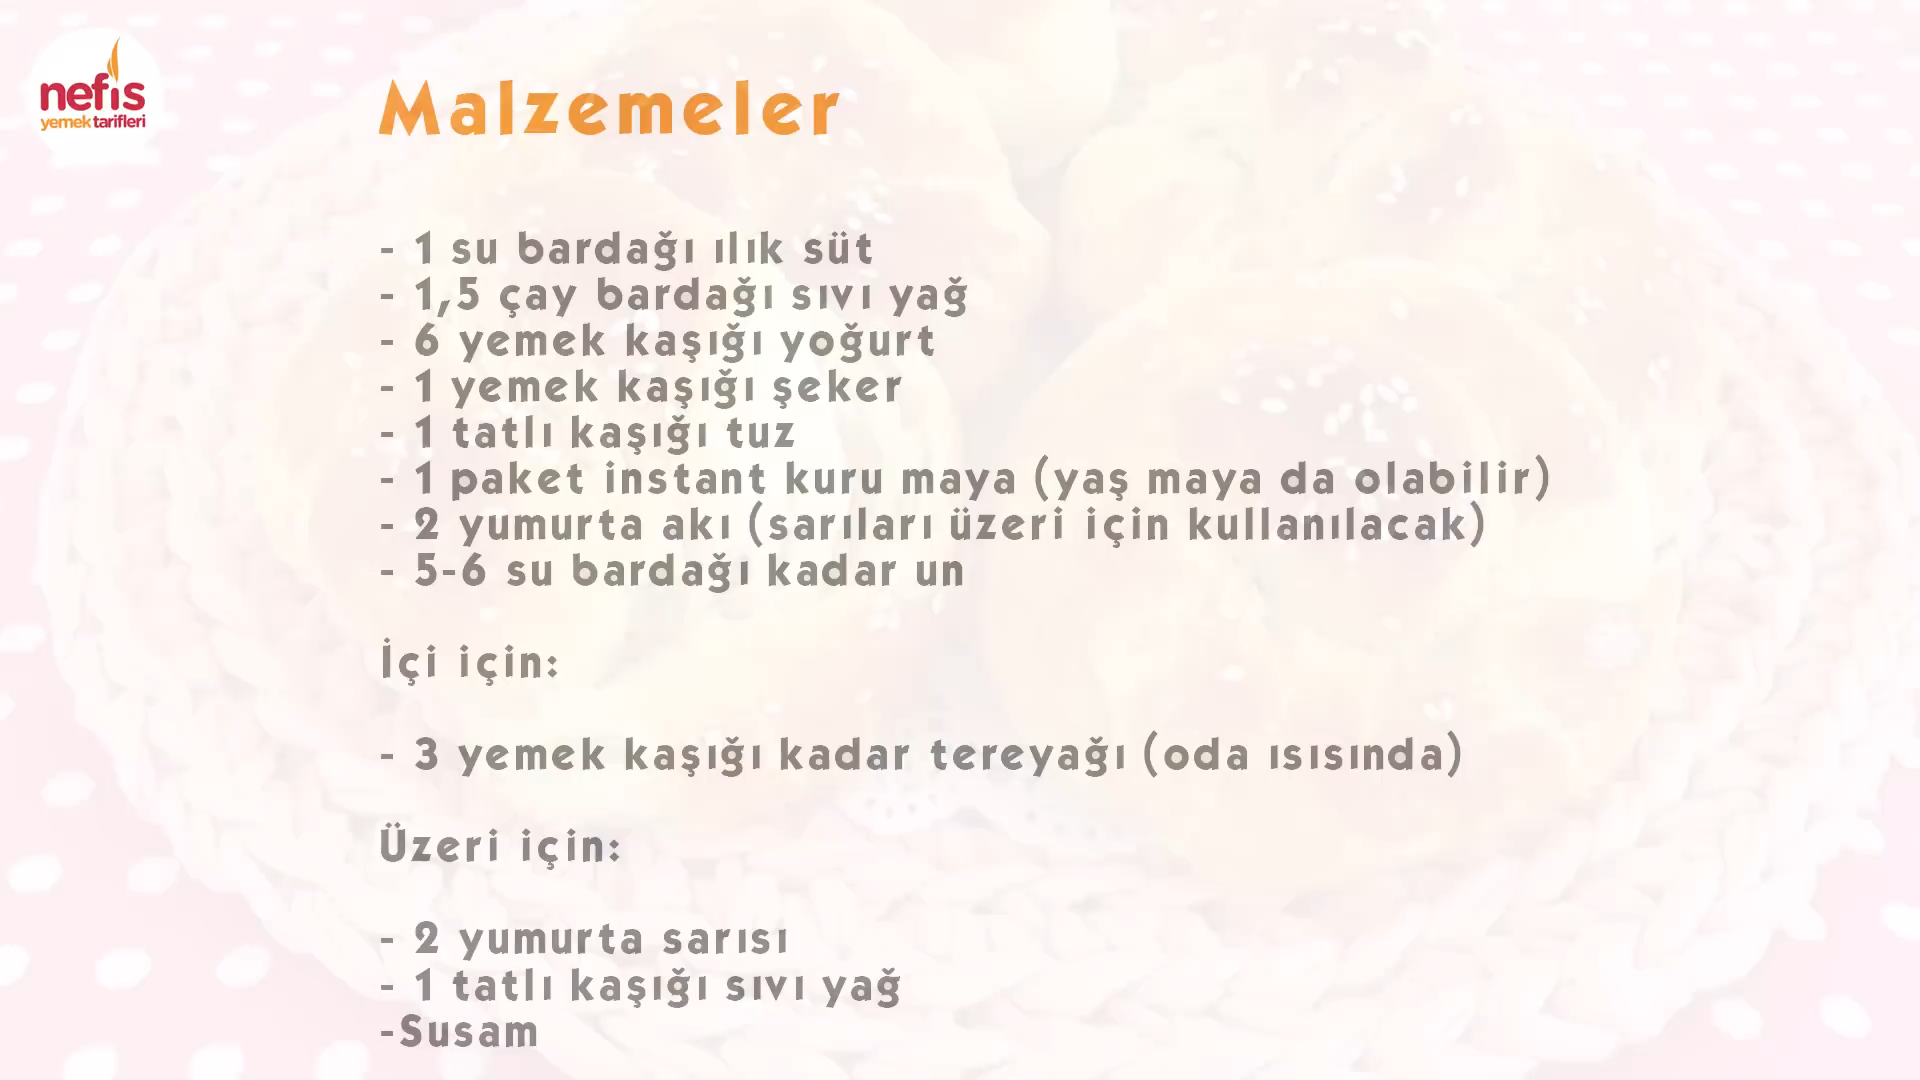 nefis
yemek tarifleri
Malzemeler
- 1 su bardağı ılık süt
- 1,5 çay bardağı sıvı yağ
- 6 yemek kaşığı yoğurt
- 1 yemek kaşığı şeker
- 1 tatlı kaşığı tuz
- 1 paket instant kuru maya (yaş maya da olabilir)
- 2 yumurta akı (sarıları üzeri için kullanılacak)
- 5-6 su bardağı kadar un
İçi için:
- 3 yemek kaşığı kadar tereyağı (oda ısısında)
Üzeri için:
- 2 yumurta sarısı
- 1 tatlı kaşığı sıvı yağ
-Susam